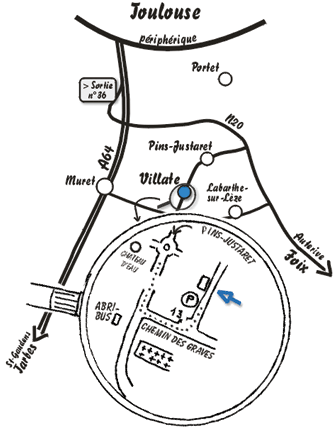 Toulouse
périphérique
Portet
> Sortie
n° 36
N20
A64
Pins-Justaret
Muret
Villate
Labarthe-
sur-Lèze
PINS-JUSTARET
Auterive
Foix
CHATEAU
D'EAU
P
ABRI-
BUS
13
CHEMIN DES GRAVES
St-Gaudens
Tarbes